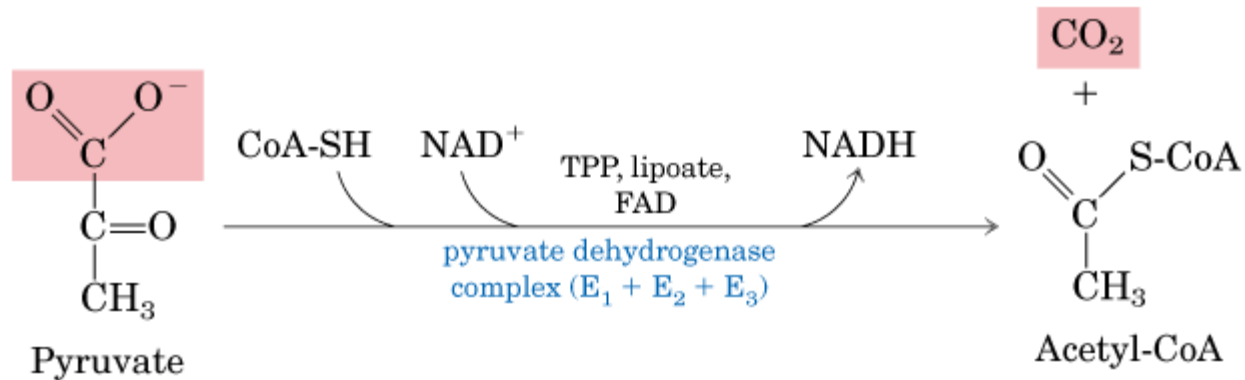 CO₂
+
O O⁻
C
C=O
CH₃
Pyruvate
CoA-SH NAD⁺ NADH
TPP, lipoate,
FAD
pyruvate dehydrogenase
complex (E₁ + E₂ + E₃)
O S-CoA
C
CH₃
Acetyl-CoA